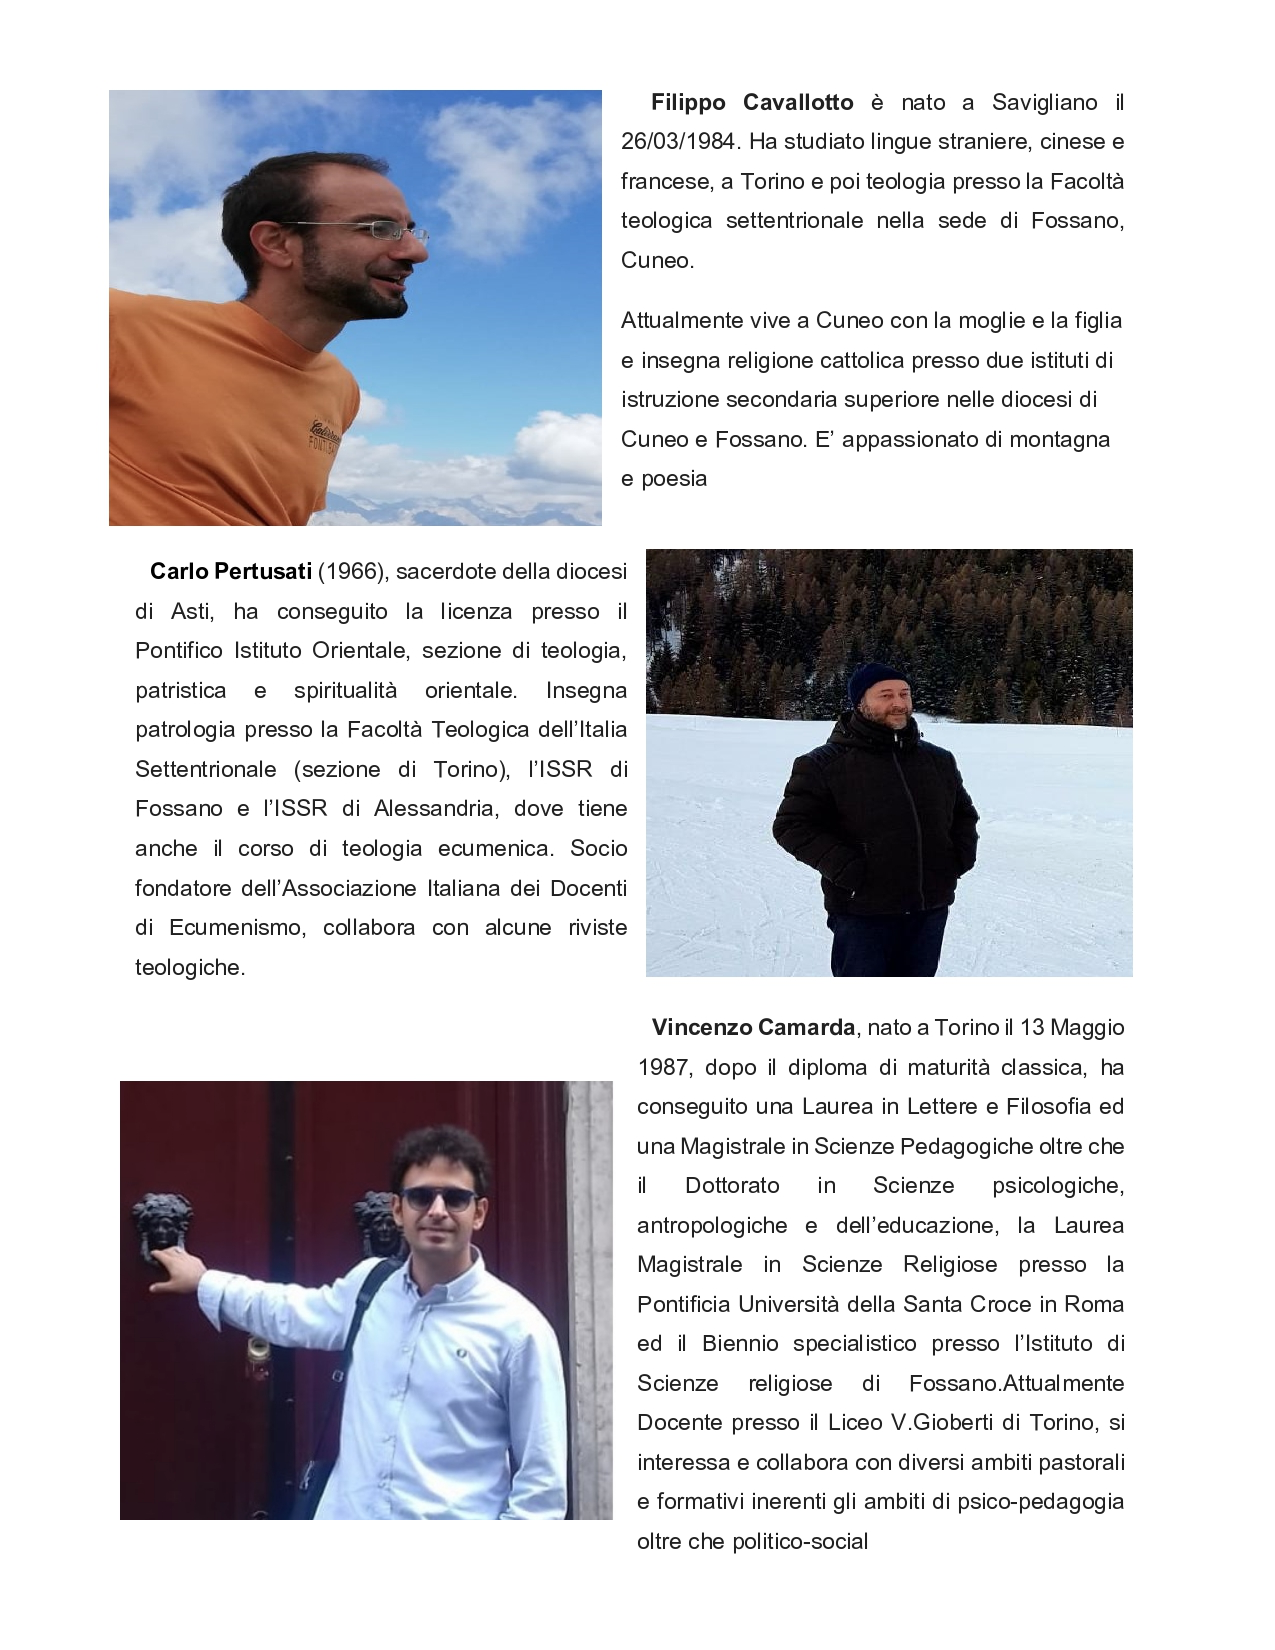 Filippo Cavallotto è nato a Savigliano il
26/03/1984. Ha studiato lingue straniere, cinese e
francese, a Torino e poi teologia presso la Facoltà
teologica settentrionale nella sede di Fossano,
Cuneo.
Attualmente vive a Cuneo con la moglie e la figlia
e insegna religione cattolica presso due istituti di
istruzione secondaria superiore nelle diocesi di
Cuneo e Fossano. E’ appassionato di montagna
e poesia
Carlo Pertusati (1966), sacerdote della diocesi
di Asti, ha conseguito la licenza presso il
Pontifico Istituto Orientale, sezione di teologia,
patristica e spiritualità orientale. Insegna
patrologia presso la Facoltà Teologica dell’Italia
Settentrionale (sezione di Torino), l’ISSR di
Fossano e l’ISSR di Alessandria, dove tiene
anche il corso di teologia ecumenica. Socio
fondatore dell’Associazione Italiana dei Docenti
di Ecumenismo, collabora con alcune riviste
teologiche.
Vincenzo Camarda, nato a Torino il 13 Maggio
1987, dopo il diploma di maturità classica, ha
conseguito una Laurea in Lettere e Filosofia ed
una Magistrale in Scienze Pedagogiche oltre che
il Dottorato in Scienze psicologiche,
antropologiche e dell’educazione, la Laurea
Magistrale in Scienze Religiose presso la
Pontificia Università della Santa Croce in Roma
ed il Biennio specialistico presso l’Istituto di
Scienze religiose di Fossano.Attualmente
Docente presso il Liceo V.Gioberti di Torino, si
interessa e collabora con diversi ambiti pastorali
e formativi inerenti gli ambiti di psico-pedagogia
oltre che politico-social